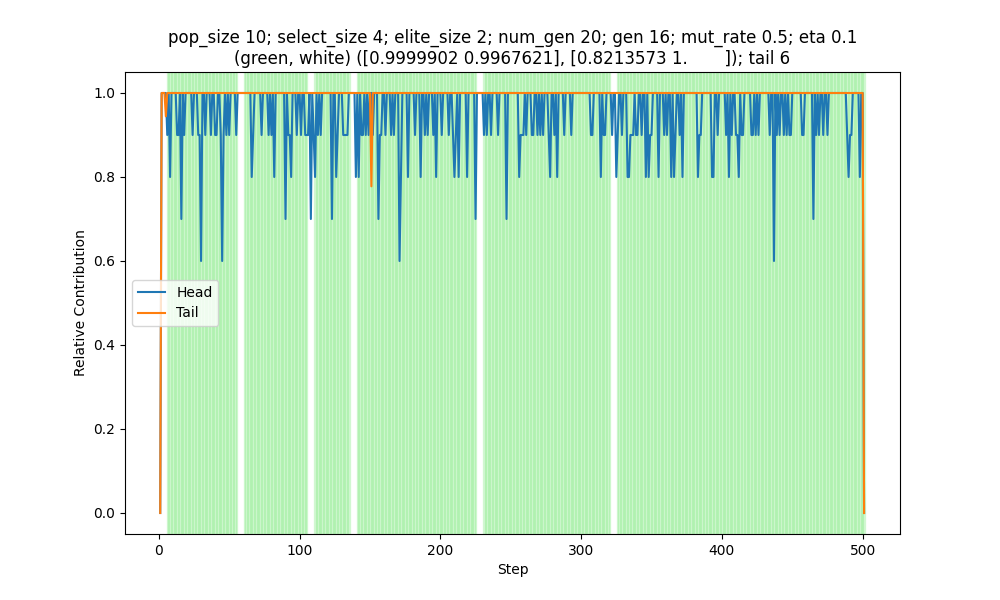 pop_size 10; select_size 4; elite_size 2; num_gen 20; gen 16; mut_rate 0.5; eta 0.1
(green, white) ([0.9999902 0.9967621], [0.8213573 1.       ]); tail 6
Relative Contribution
1.0
0.8
0.6
0.4
0.2
0.0
Head
Tail
0
100
200
300
400
500
Step